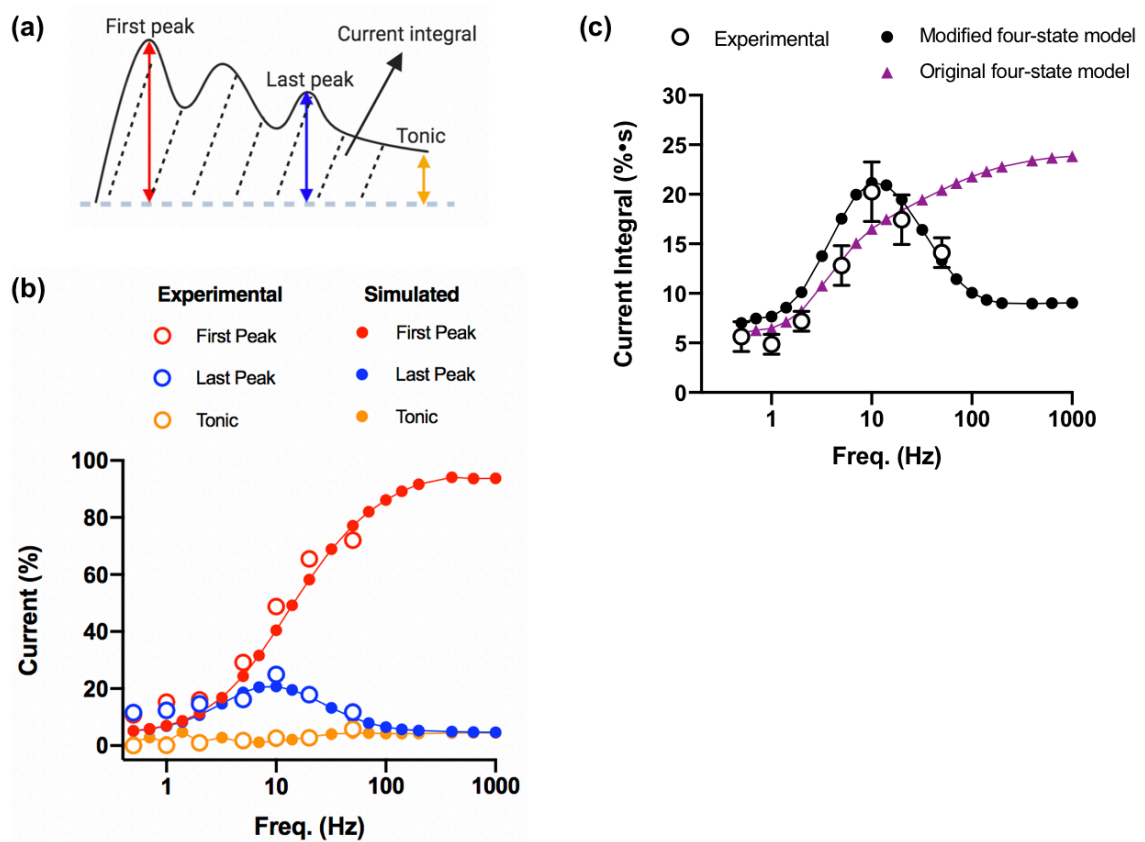 (a)
First peak
Current integral
Last peak
Tonic
(b)
Experimental Simulated
First Peak First Peak
Last Peak Last Peak
Tonic Tonic
100
80
60
40
20
0
Current (%)
1 10 100 1000
Freq. (Hz)
(c)
Experimental
Modified four-state model
Original four-state model
30
25
20
15
10
5
0
Current Integral (%•s)
1 10 100 1000
Freq. (Hz)